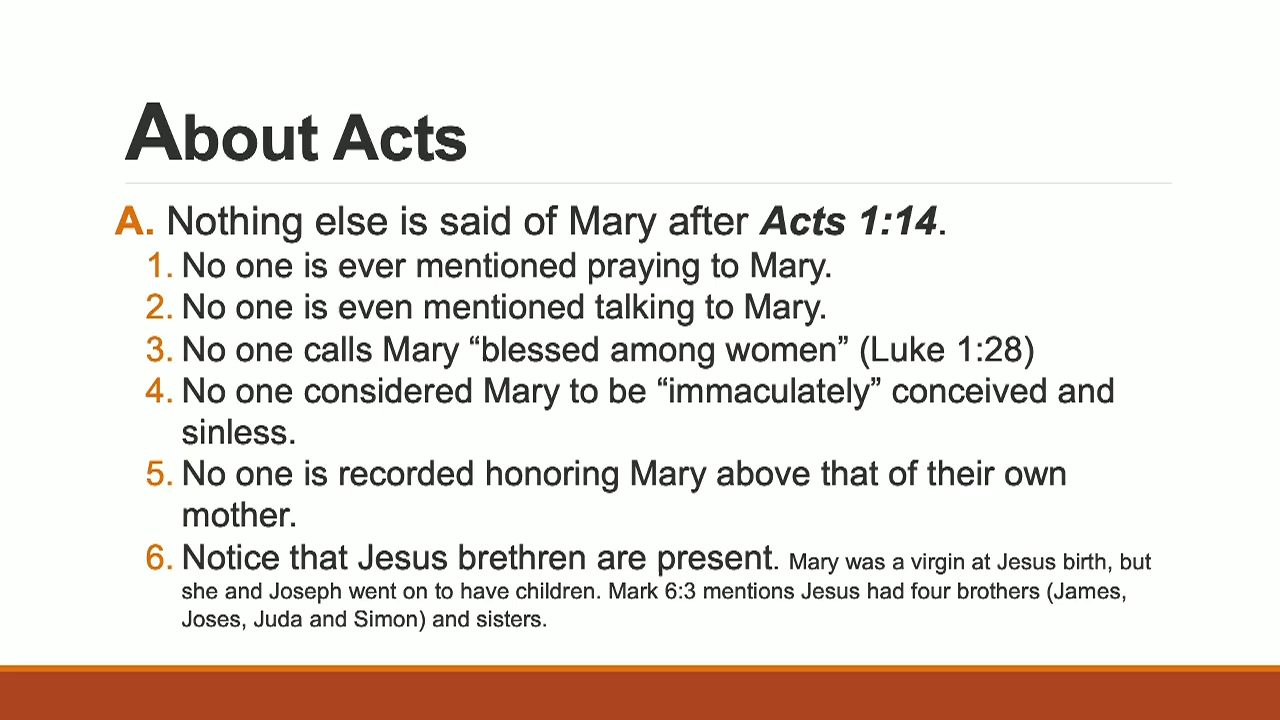 About Acts
A. Nothing else is said of Mary after Acts 1:14.
1. No one is ever mentioned praying to Mary.
2. No one is even mentioned talking to Mary.
3. No one calls Mary “blessed among women” (Luke 1:28)
4. No one considered Mary to be “immaculately” conceived and
sinless.
5. No one is recorded honoring Mary above that of their own
mother.
6. Notice that Jesus brethren are present. Mary was a virgin at Jesus birth, but
she and Joseph went on to have children. Mark 6:3 mentions Jesus had four brothers (James,
Joses, Juda and Simon) and sisters.